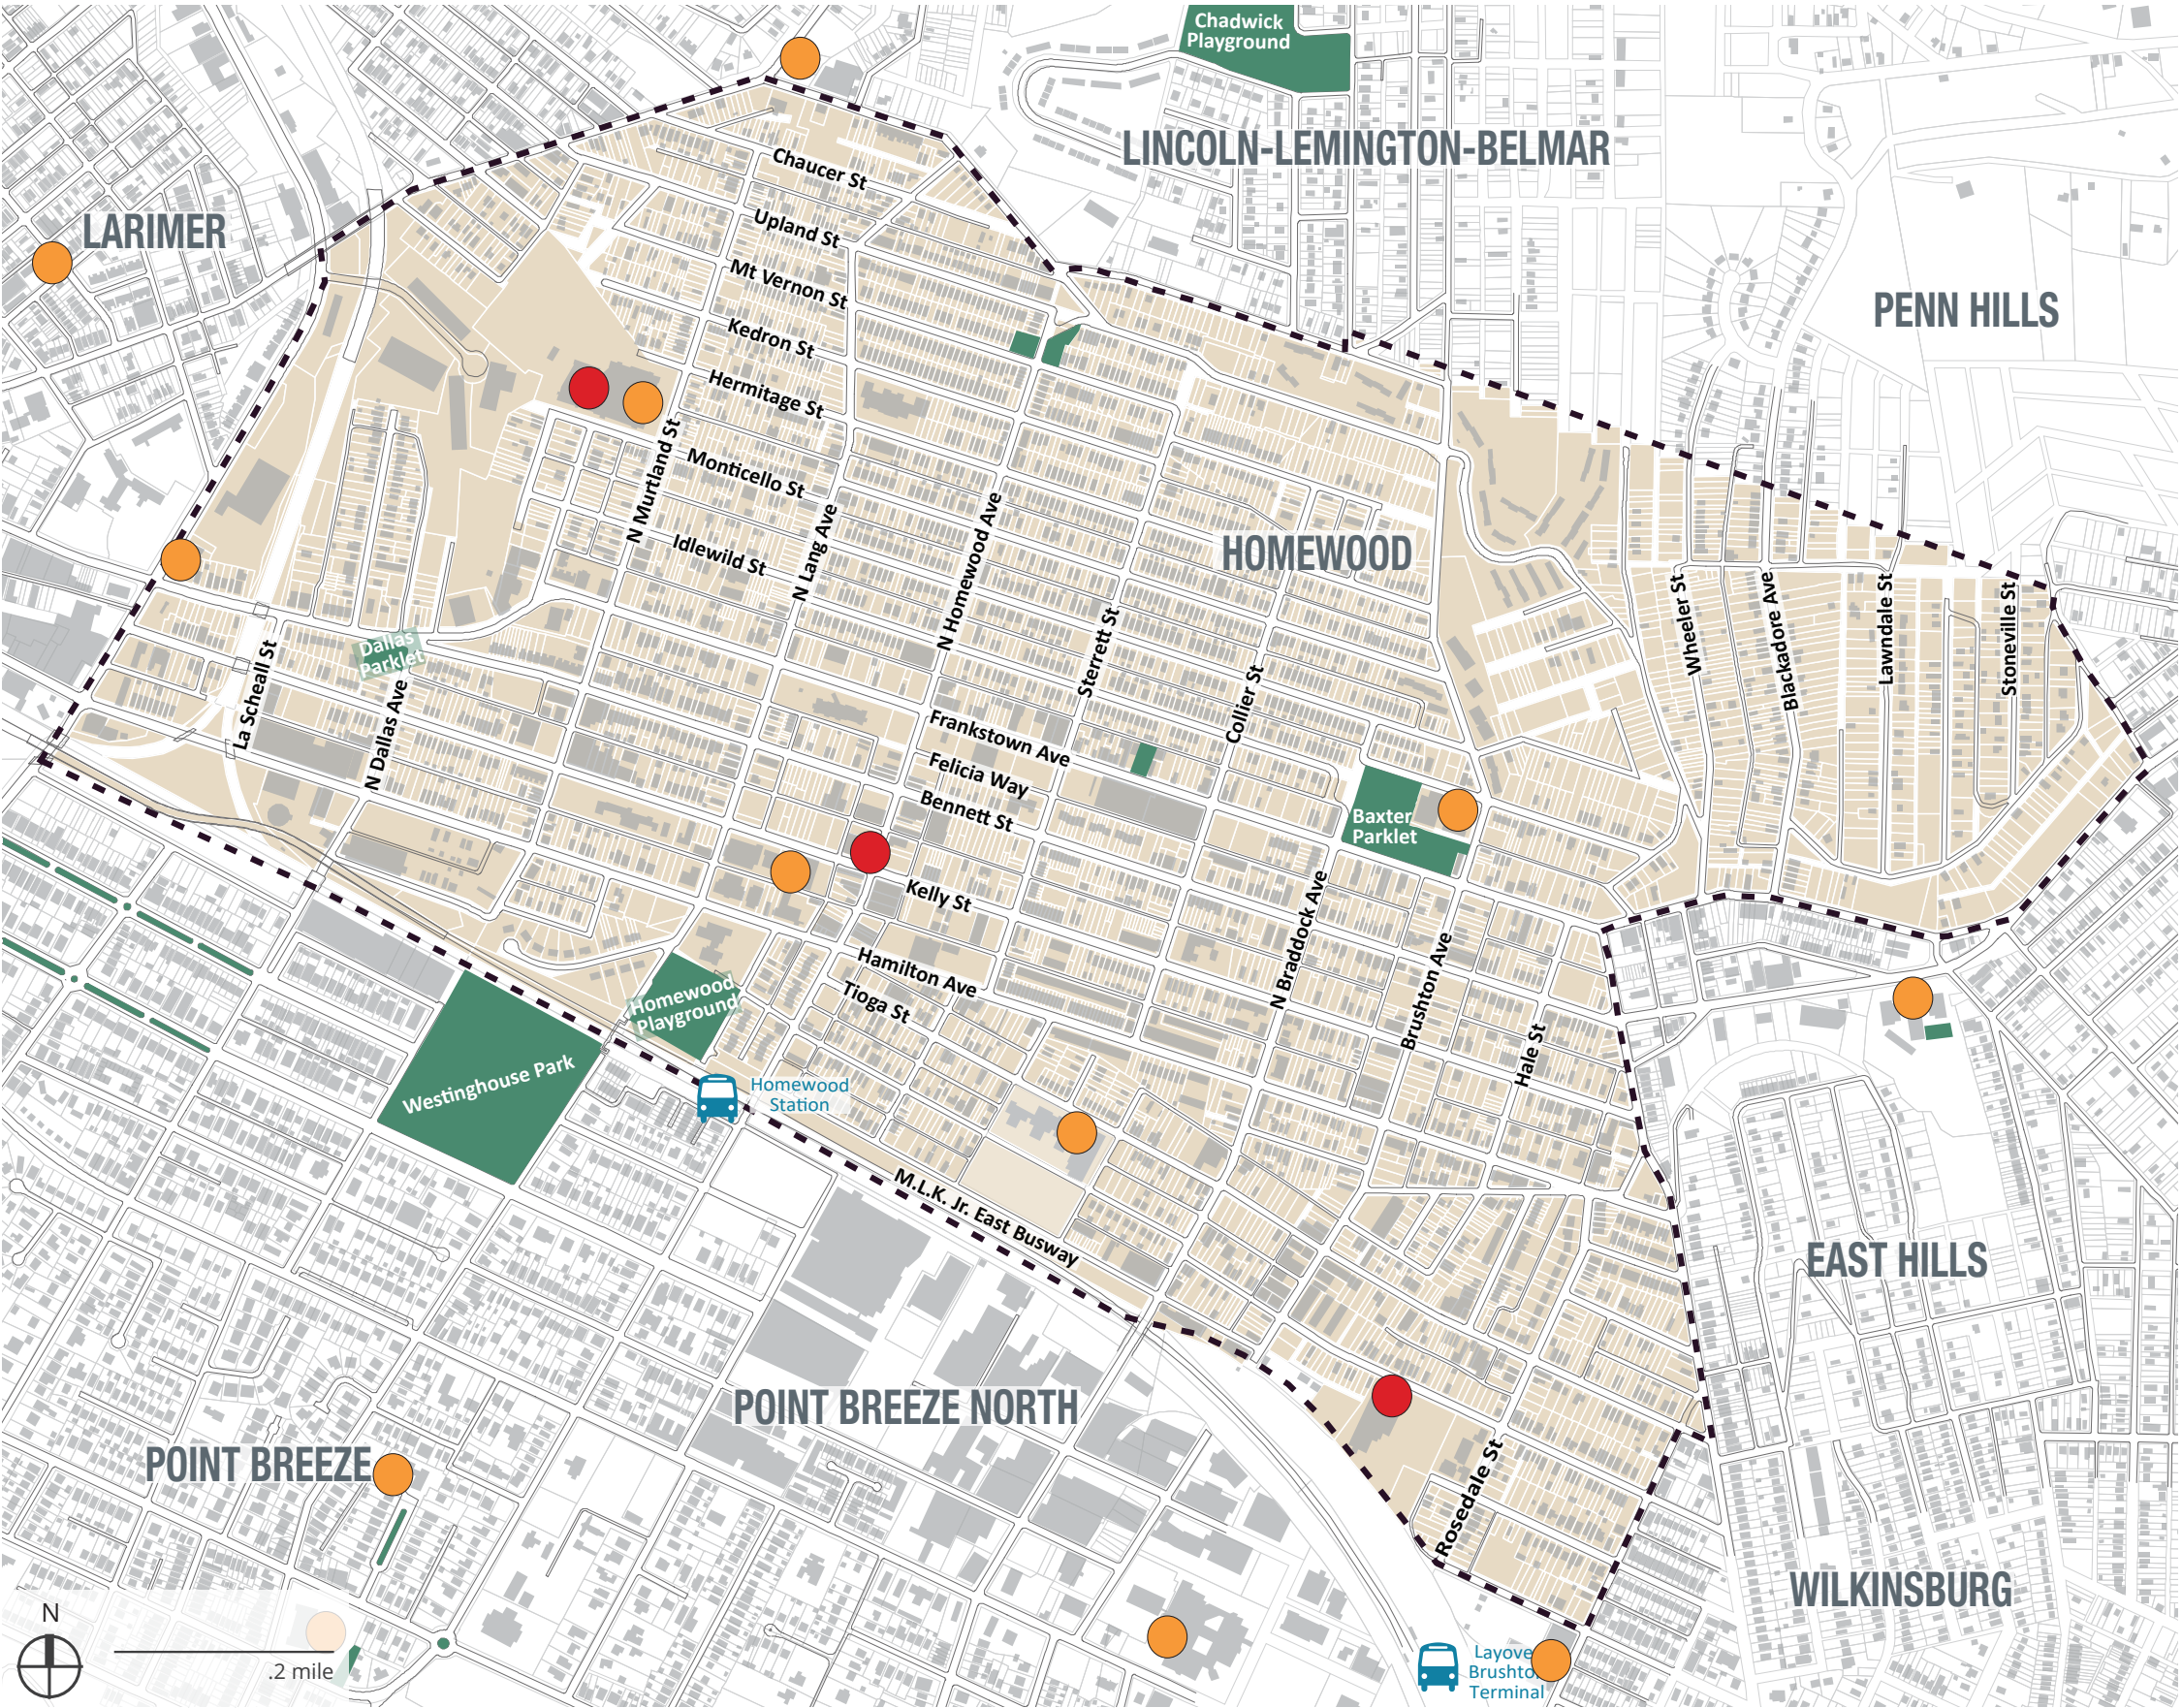 Chadwick
Playground
LINCOLN-LEMINGTON-BELMAR
Chaucer St
LARIMER
Upland St
Mt Vernon St
PENN HILLS
Kedron St
Hermitage St
N Murtland St
Monticello St
N Lang Ave
N Homewood Ave
Idlewild St
HOMEWOOD
Wheeler St
Blackadore Ave
Lawndale St
Stoneville St
Dallas
Parklet
La Scheall St
N Dallas Ave
Sterrett St
Collier St
Frankstown Ave
Felicia Way
Bennett St
Baxter
Parklet
Kelly St
N Braddock Ave
Brushton Ave
Hamilton Ave
Tioga St
Homewood
Playground
Hale St
Westinghouse Park
Homewood
Station
M.L.K. Jr. East Busway
EAST HILLS
POINT BREEZE NORTH
POINT BREEZE
Rosedale St
WILKINSBURG
N
.2 mile
Layove
Brushto
Terminal